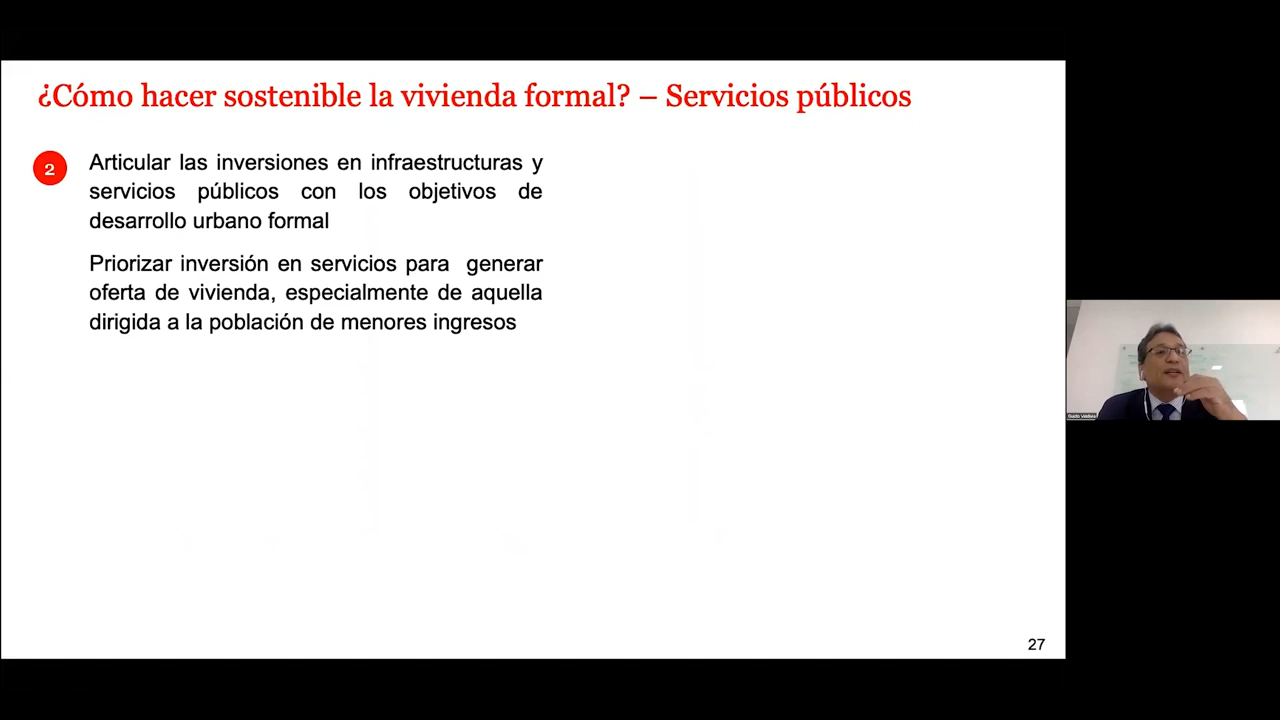 ¿Cómo hacer sostenible la vivienda formal? – Servicios públicos
2
Articular las inversiones en infraestructuras y
servicios públicos con los objetivos de
desarrollo urbano formal
Priorizar inversión en servicios para generar
oferta de vivienda, especialmente de aquella
dirigida a la población de menores ingresos
27